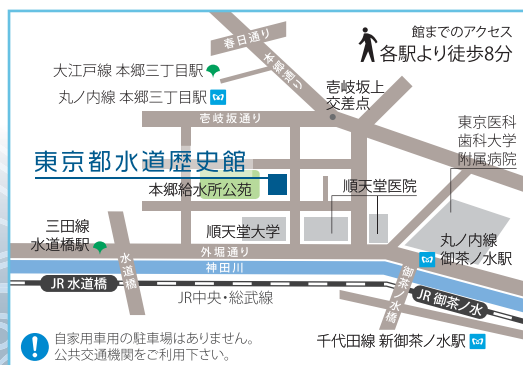 館までのアクセス
各駅より徒歩8分
春日通り
本郷通り
大江戸線 本郷三丁目駅
丸ノ内線 本郷三丁目駅
壱岐坂上
交差点
壱岐坂通り
東京医科
歯科大学
附属病院
東京都水道歴史館
本郷給水所公苑
順天堂医院
三田線
水道橋駅
順天堂大学
丸ノ内線
御茶ノ水駅
外堀通り
神田川
水道橋
御茶ノ水橋
JR 水道橋
JR中央・総武線
JR 御茶ノ水
自家用車用の駐車場はありません。
公共交通機関をご利用下さい。
千代田線 新御茶ノ水駅